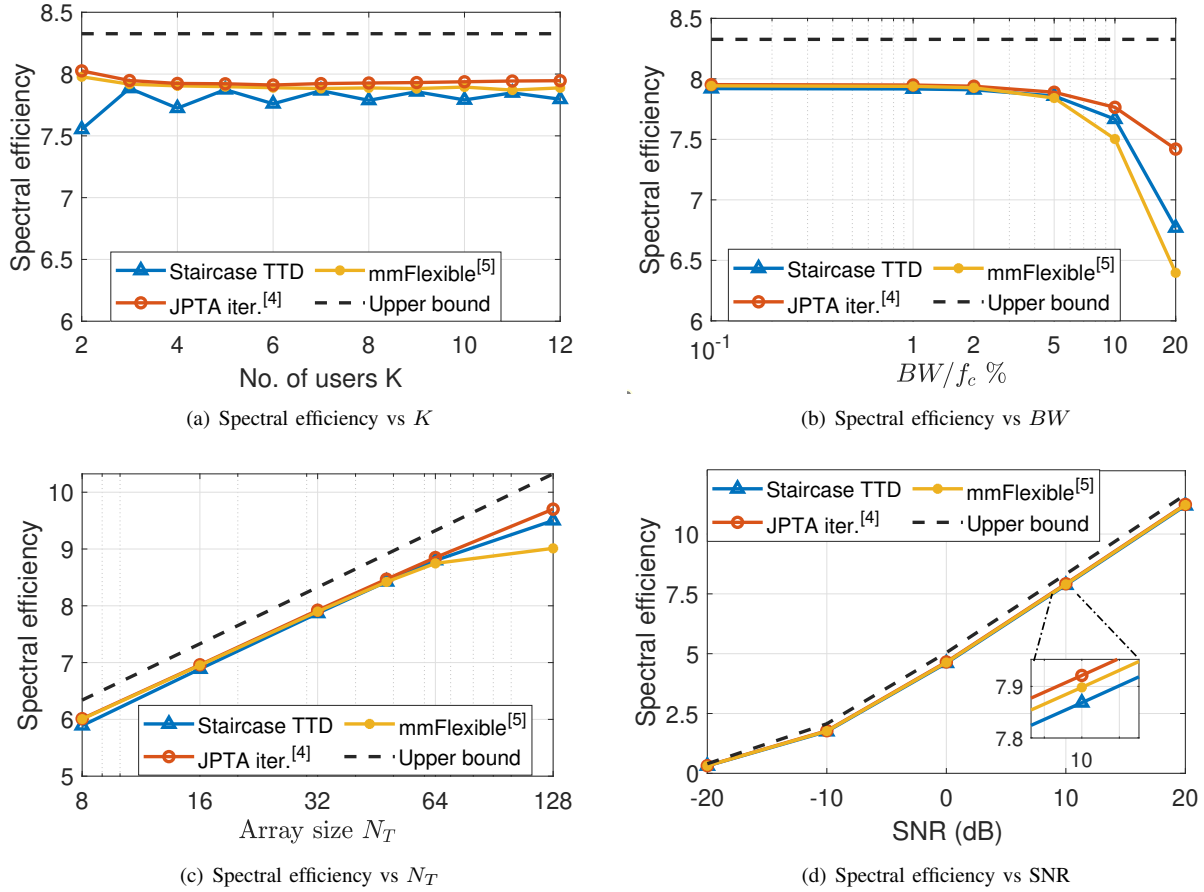 8.5
8
7.5
7
6.5
6
Spectral efficiency
Staircase TTD
mmFlexible[5]
JPTA iter.[4]
Upper bound
2
4
6
8
10
12
No. of users K
(a) Spectral efficiency vs K
8.5
8
7.5
7
6.5
6
Spectral efficiency
Staircase TTD
mmFlexible[5]
JPTA iter.[4]
Upper bound
10-1
1
2
5
10
20
BW/fc %
(b) Spectral efficiency vs BW
10
9
8
7
6
5
Spectral efficiency
Staircase TTD
mmFlexible[5]
JPTA iter.[4]
Upper bound
8
16
32
64
128
Array size NT
(c) Spectral efficiency vs NT
10
7.5
5
2.5
0
Spectral efficiency
Staircase TTD
mmFlexible[5]
JPTA iter.[4]
Upper bound
7.9
7.8
10
-20
-10
0
10
20
SNR (dB)
(d) Spectral efficiency vs SNR